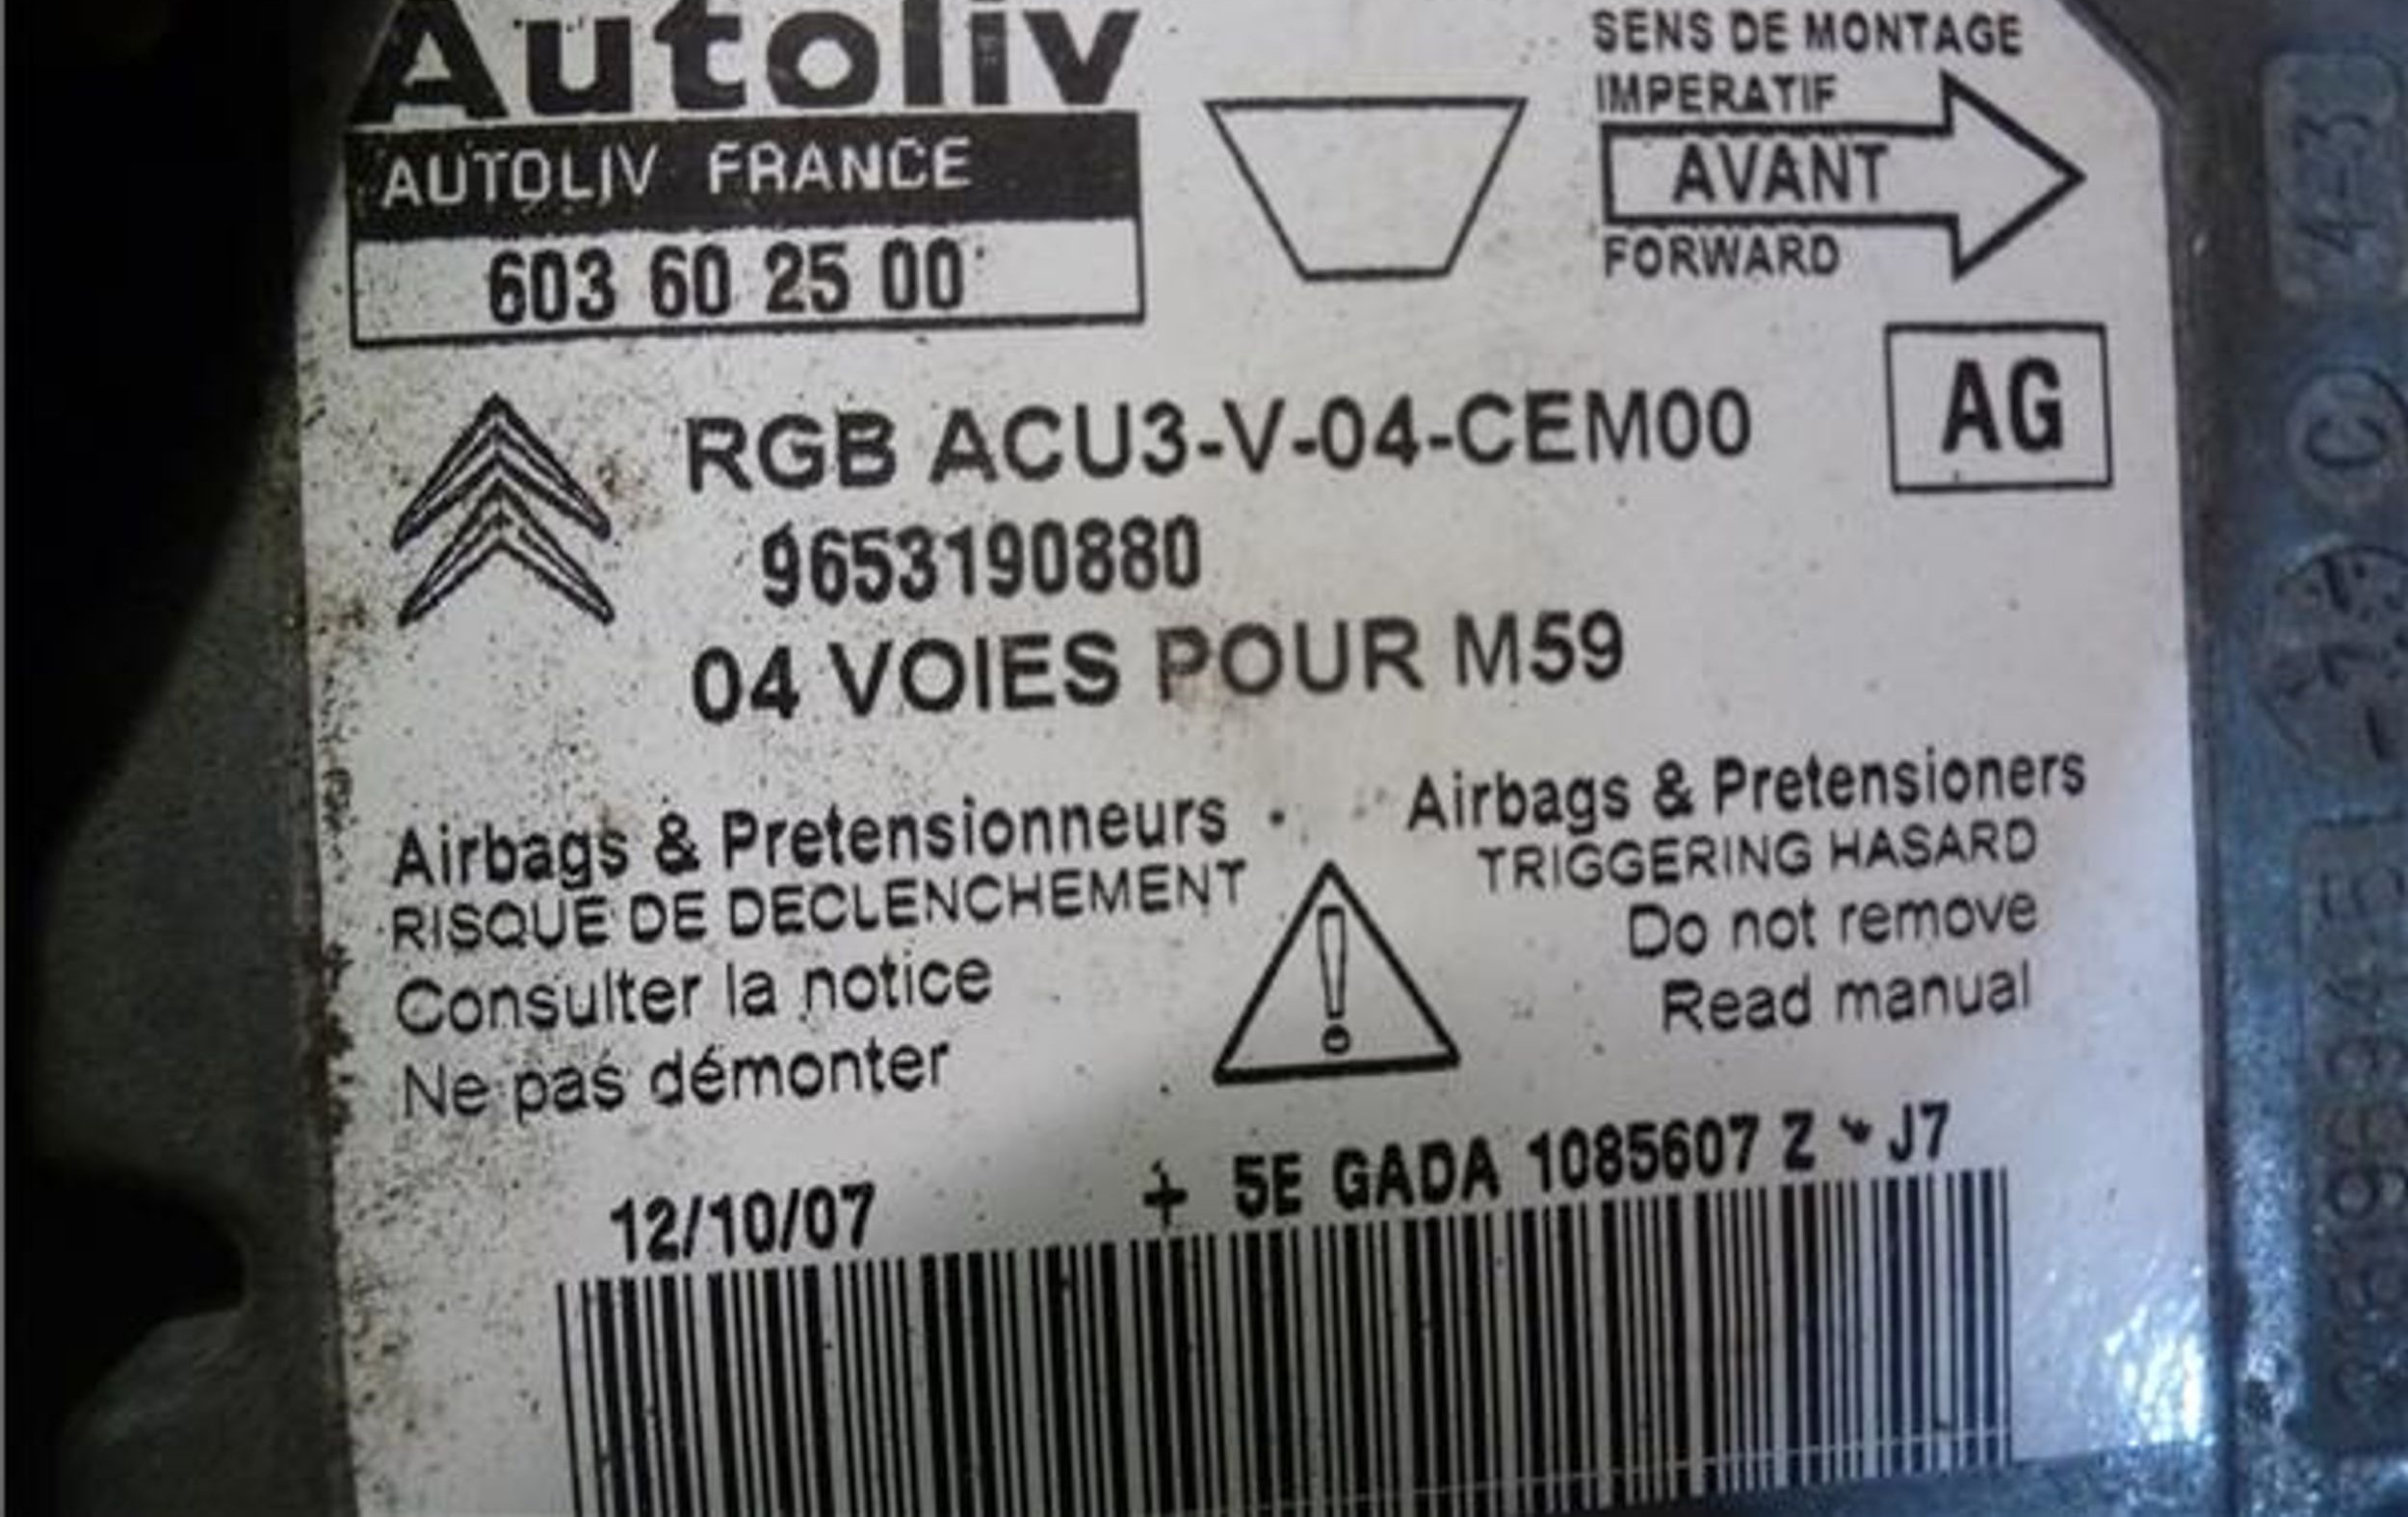 Autoliv
AUTOLIV FRANCE
603 60 25 00
SENS DE MONTAGE
IMPERATIF
AVANT
FORWARD
AG
RGB ACU3-V-04-CEM00
9653190880
04 VOIES POUR M59
Airbags & Pretensionneurs
RISQUE DE DECLENCHEMENT
Consulter la notice
Ne pas démonter
Airbags & Pretensioners
TRIGGERING HASARD
Do not remove
Read manual
12/10/07
+ 5E GADA 1085607 Z J7
4-3
C